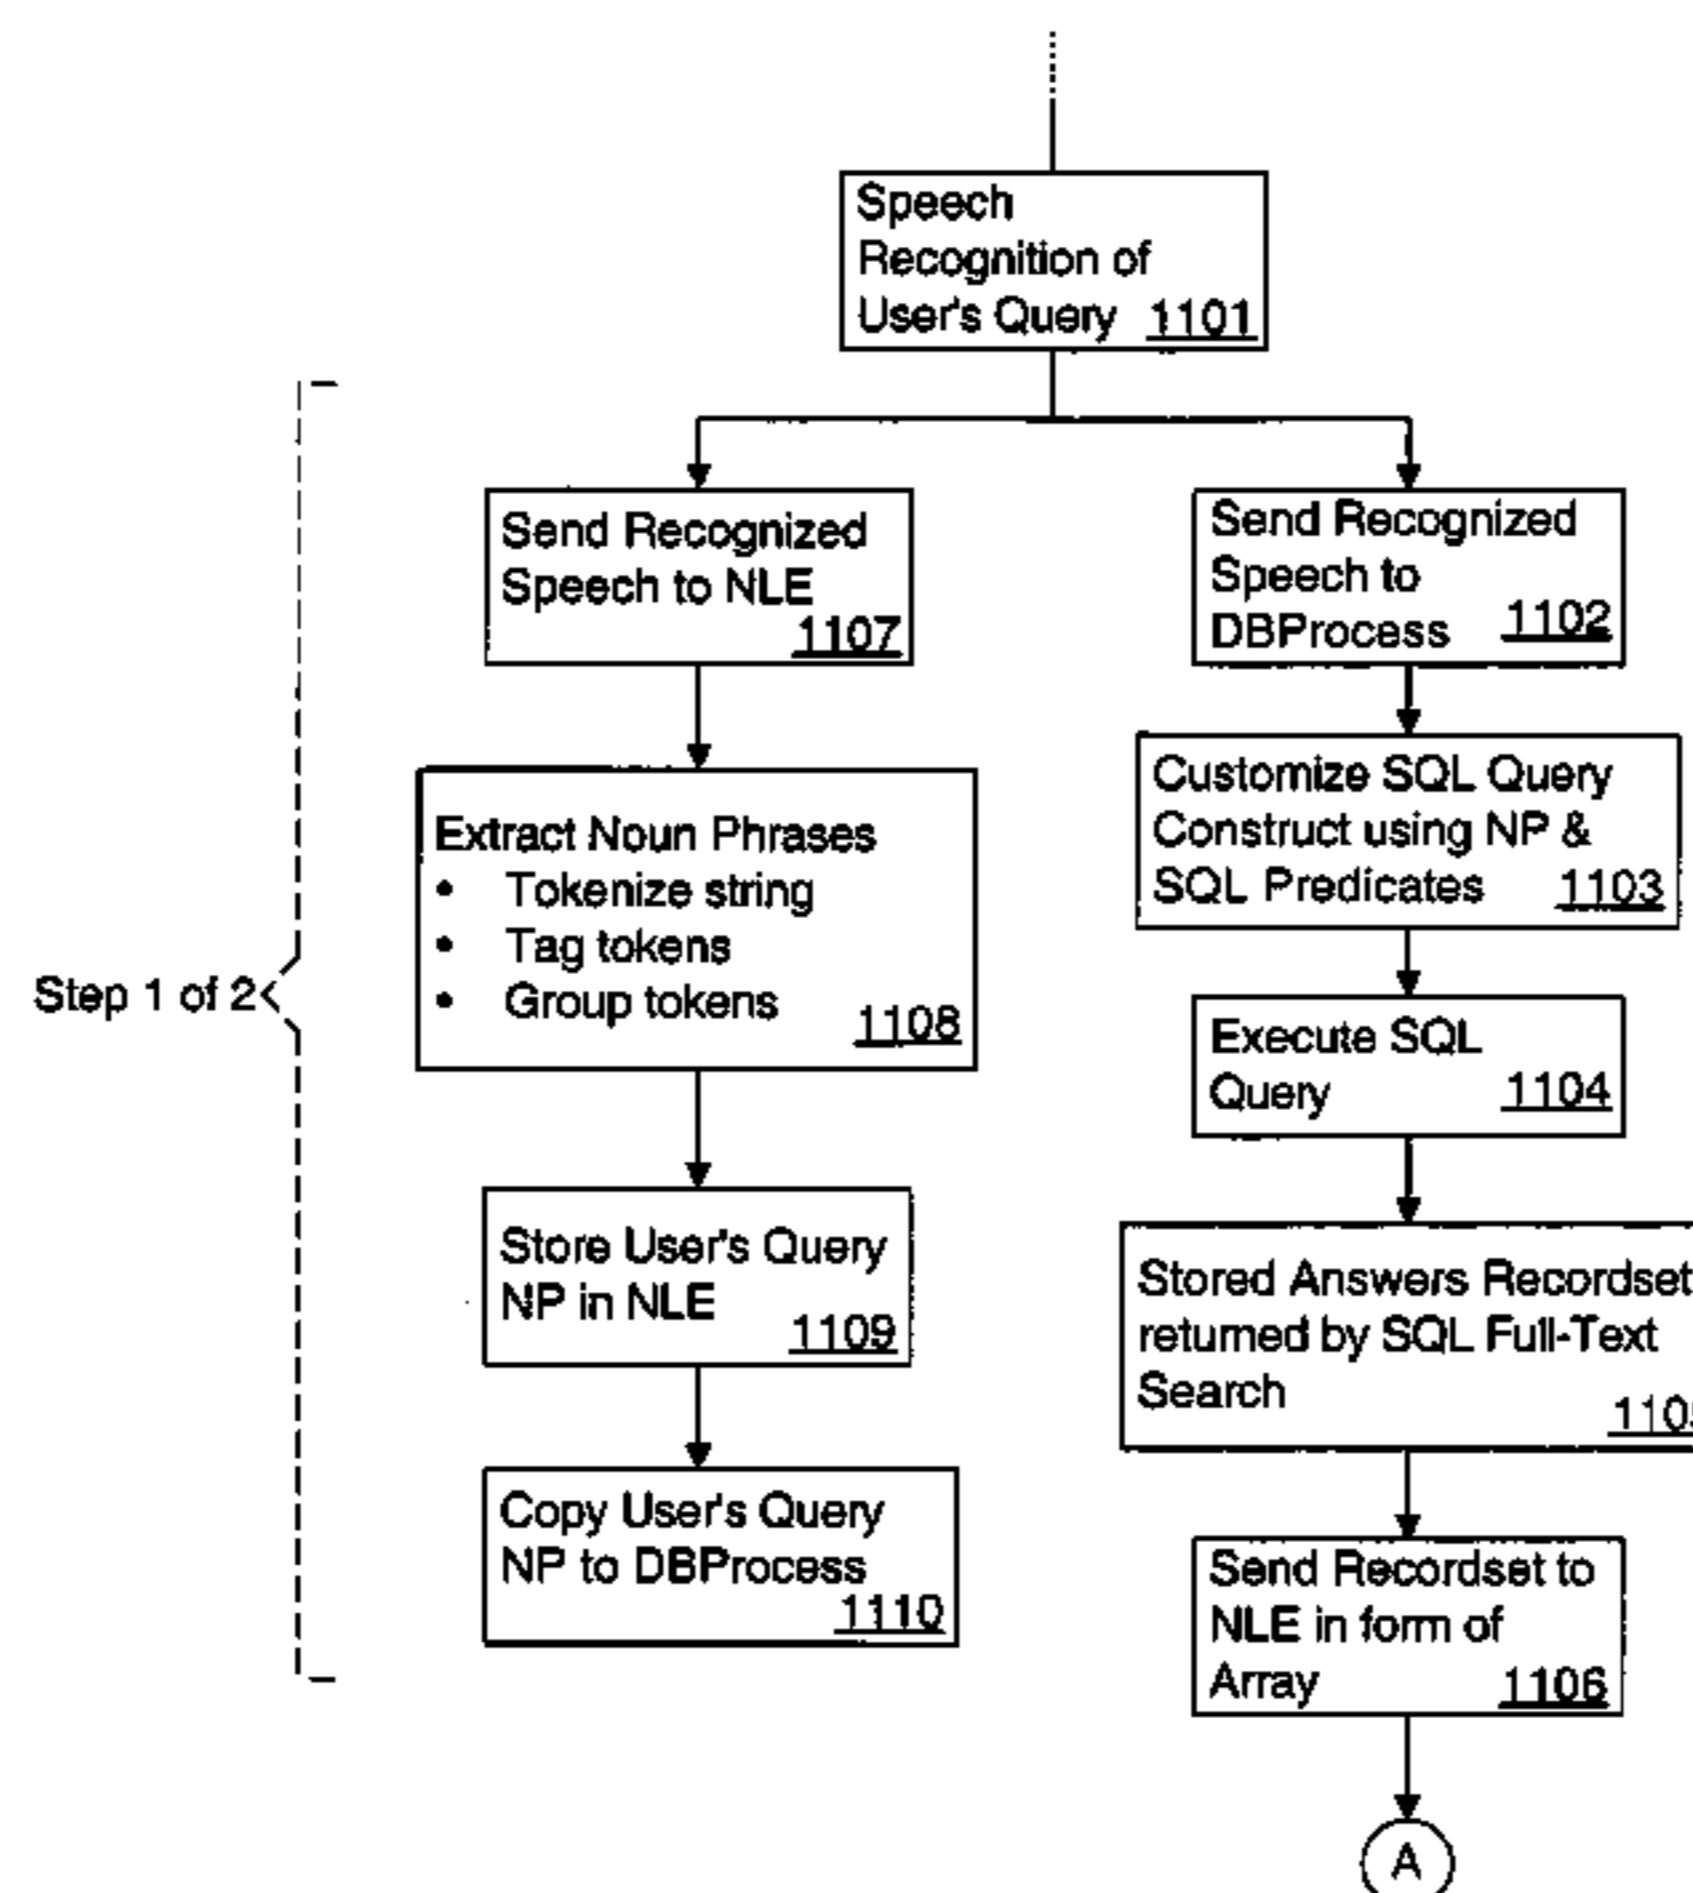 Speech
Recognition of
User's Query 1101
Send Recognized
Speech to NLE
1107
Extract Noun Phrases
• Tokenize string
• Tag tokens
• Group tokens
1108
Store User's Query
NP in NLE
1109
Copy User's Query
NP to DBProcess
1110
Step 1 of 2
Send Recognized
Speech to
DBProcess 1102
Customize SQL Query
Construct using NP &
SQL Predicates 1103
Execute SQL
Query 1104
Stored Answers Recordset
returned by SQL Full-Text
Search
Send Recordset to
NLE in form of
Array 1106
A